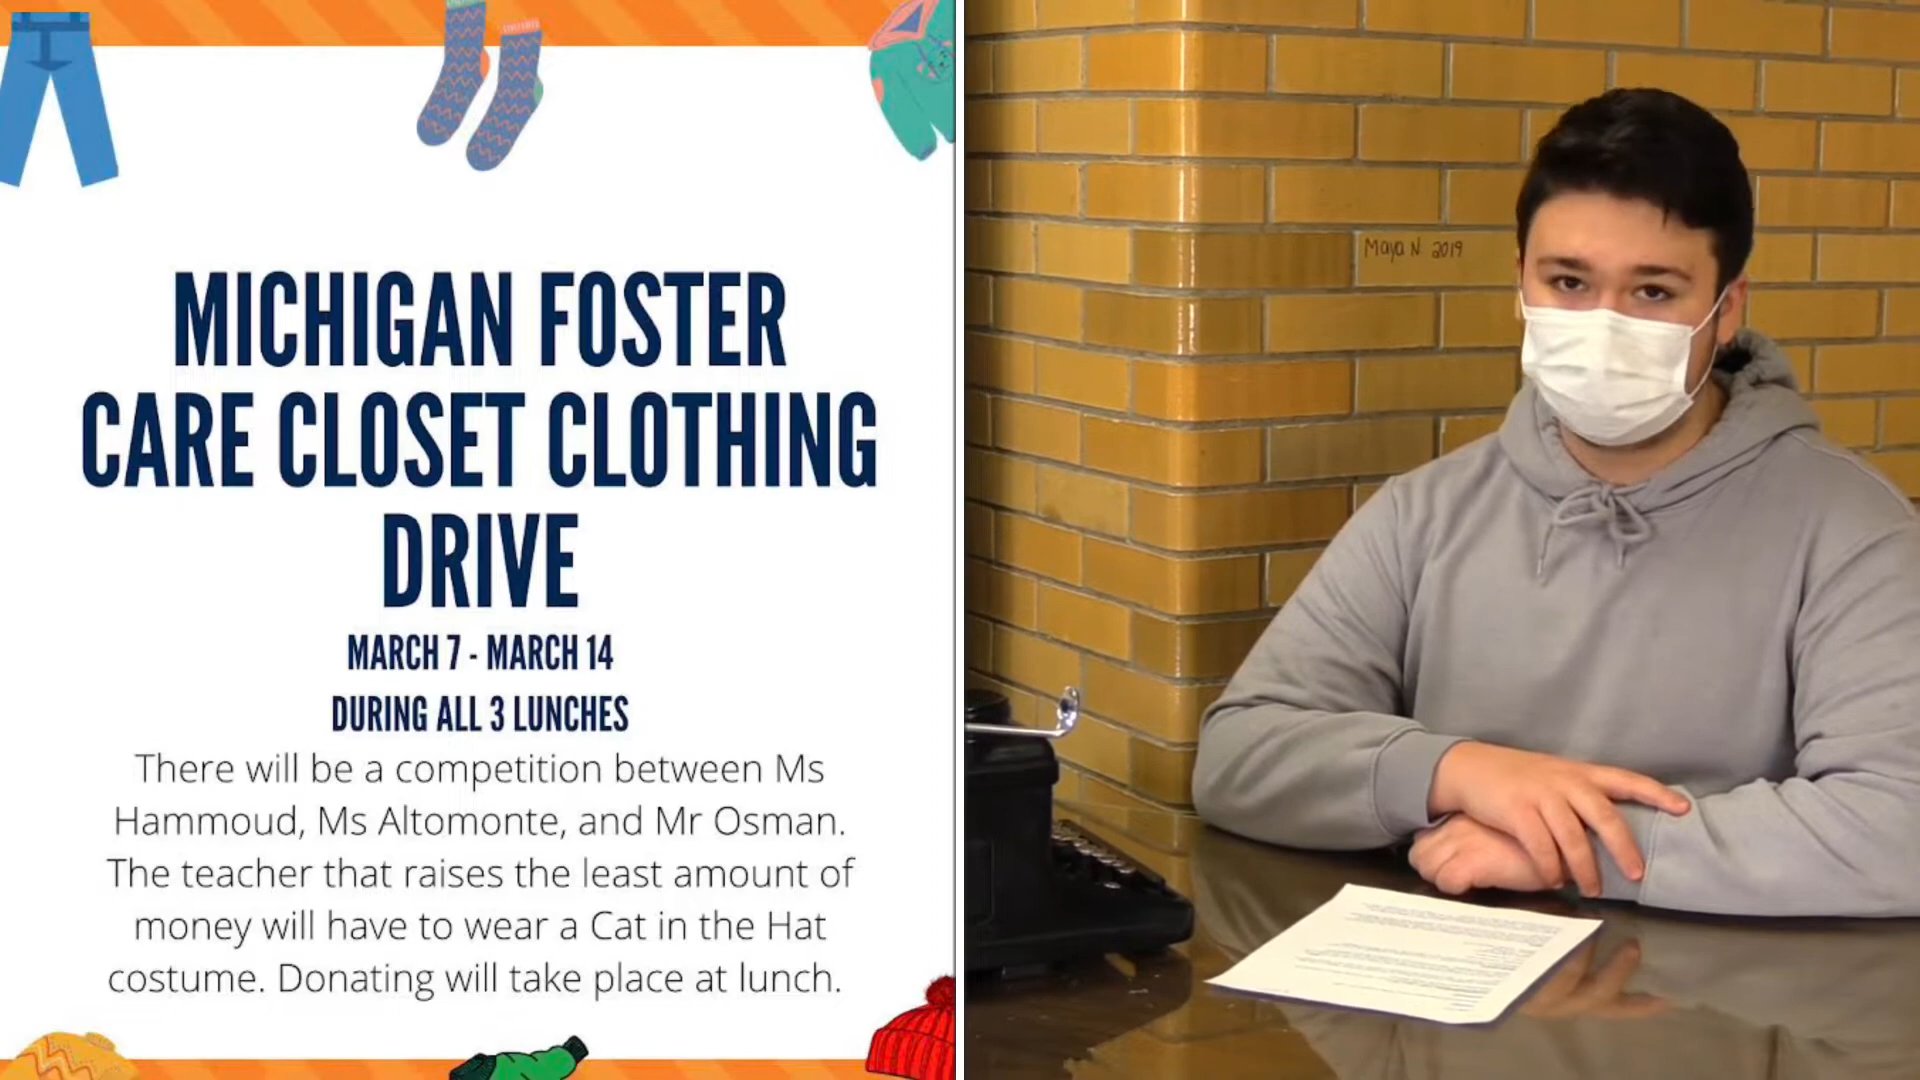 MICHIGAN FOSTER
CARE CLOSET CLOTHING
DRIVE
MARCH 7 - MARCH 14
DURING ALL 3 LUNCHES
There will be a competition between Ms
Hammoud, Ms Altomonte, and Mr Osman.
The teacher that raises the least amount of
money will have to wear a Cat in the Hat
costume. Donating will take place at lunch.
Maya N. 2019